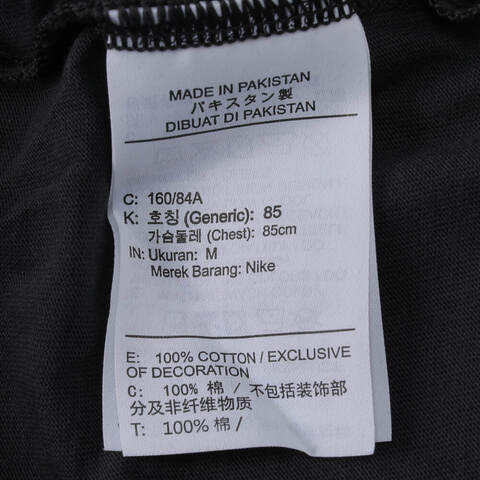 MADE IN PAKISTAN
パキスタン製
DIBUAT DI PAKISTAN
C: 160/84A
K: 호칭 (Generic): 85
가슴둘레 (Chest): 85cm
IN: Ukuran: M
Merek Barang: Nike
E: 100% COTTON / EXCLUSIVE
OF DECORATION
C: 100% 棉 / 不包括装饰部
分及非纤维物质
T: 100% 棉 /